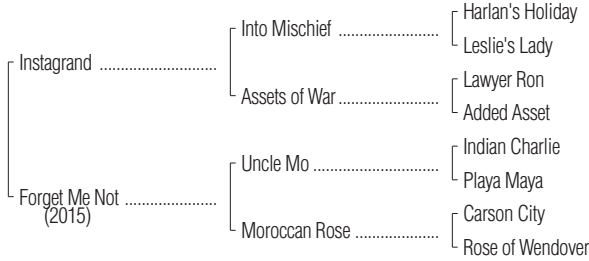 Harlan's Holiday
Into Mischief ........................
Leslie's Lady
Instagrand ............................
Lawyer Ron
Assets of War ........................
Added Asset
Indian Charlie
Uncle Mo ..............................
Playa Maya
Forget Me Not ......................
(2015)
Carson City
Moroccan Rose ....................
Rose of Wendover